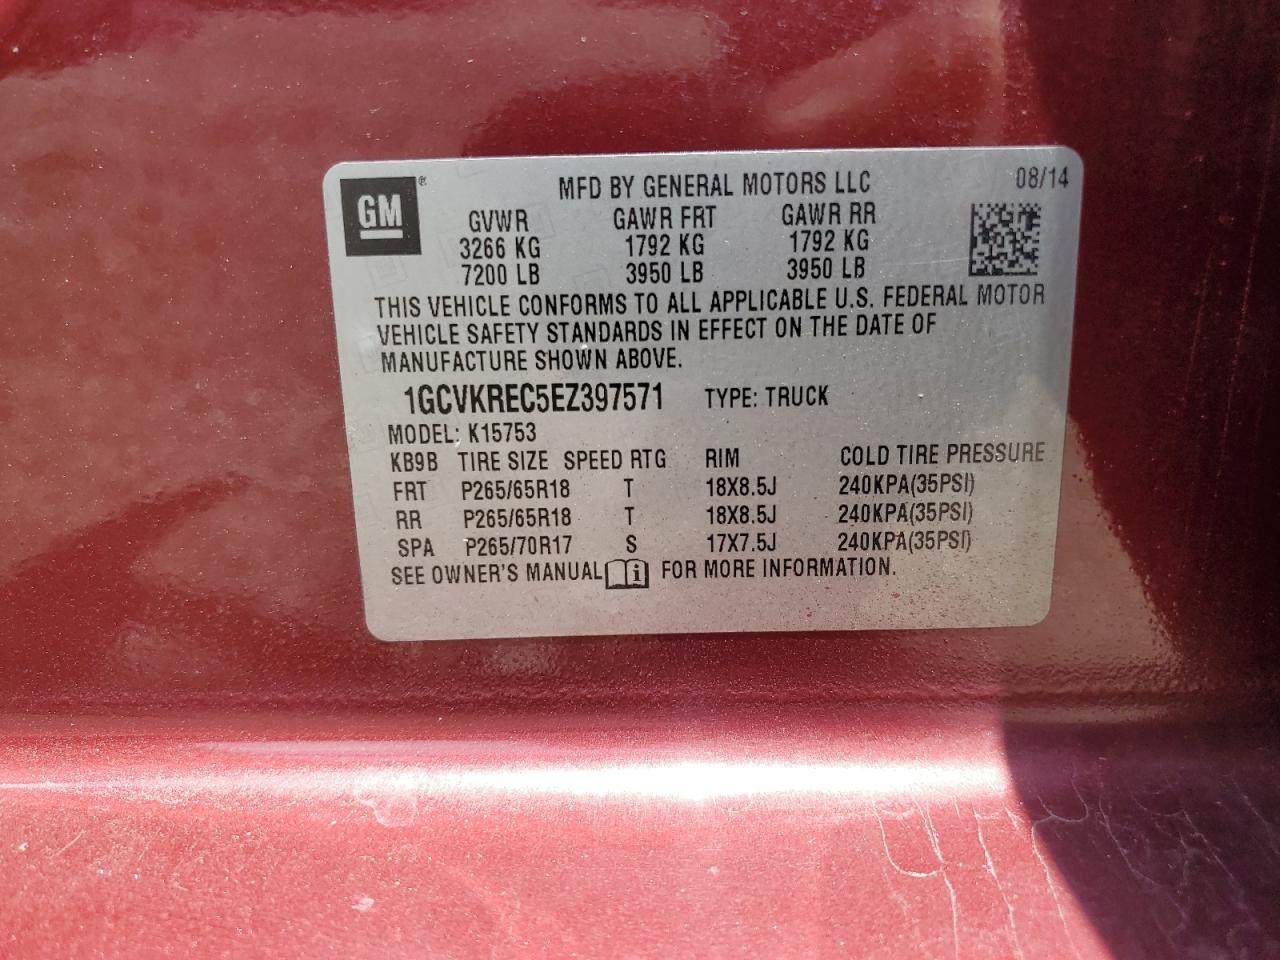 GM®
MFD BY GENERAL MOTORS LLC 08/14
GVWR GAWR FRT GAWR RR
3266 KG 1792 KG 1792 KG
7200 LB 3950 LB 3950 LB
THIS VEHICLE CONFORMS TO ALL APPLICABLE U.S. FEDERAL MOTOR
VEHICLE SAFETY STANDARDS IN EFFECT ON THE DATE OF
MANUFACTURE SHOWN ABOVE.
1GCVKREC5EZ397571 TYPE: TRUCK
MODEL: K15753
KB9B TIRE SIZE SPEED RTG RIM COLD TIRE PRESSURE
FRT P265/65R18 T 18X8.5J 240KPA(35PSI)
RR P265/65R18 T 18X8.5J 240KPA(35PSI)
SPA P265/70R17 S 17X7.5J 240KPA(35PSI)
SEE OWNER'S MANUAL i FOR MORE INFORMATION.